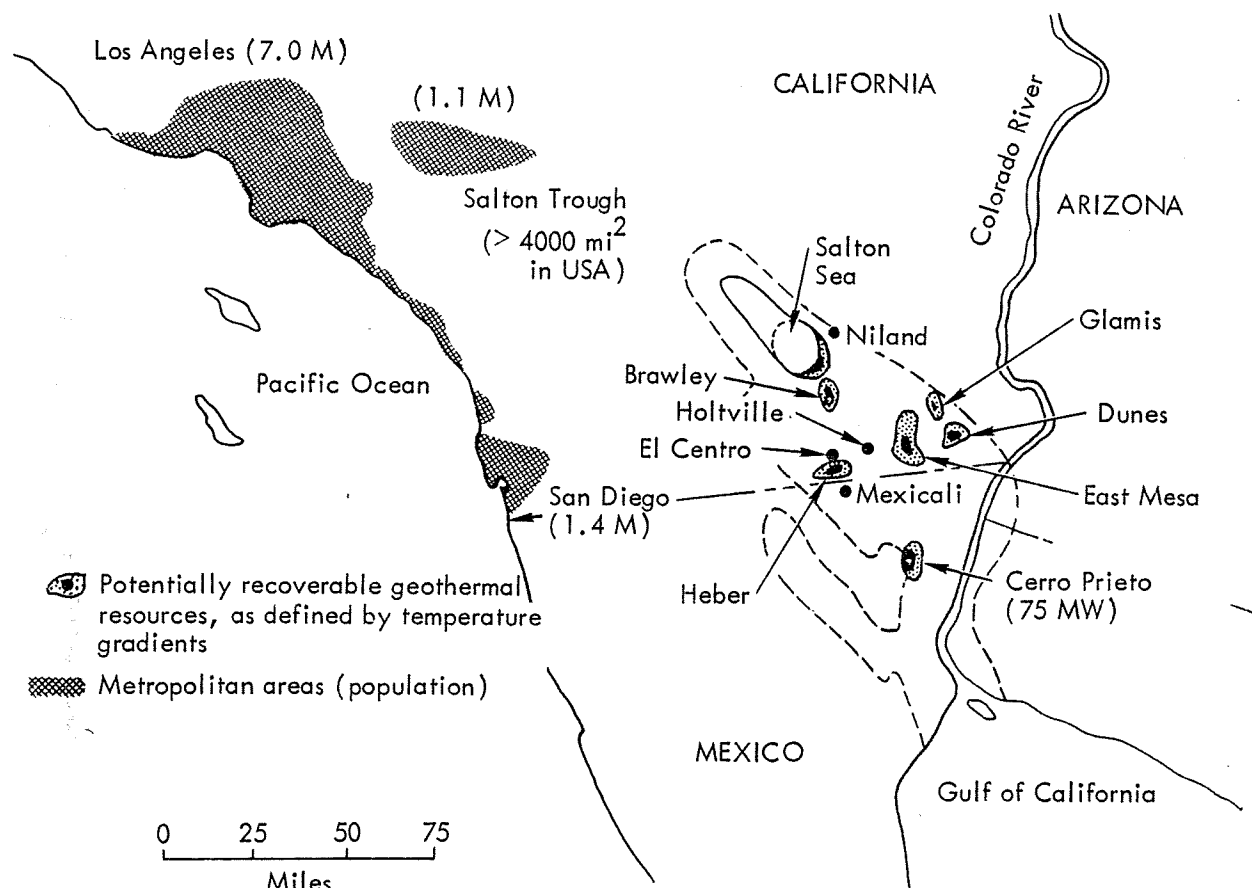 Los Angeles (7.0 M)
(1.1 M)
CALIFORNIA
Colorado River
ARIZONA
Salton Trough
(> 4000 mi²
in USA)
Salton
Sea
Niland
Glamis
Pacific Ocean
Brawley
Holtville
Dunes
El Centro
San Diego
(1.4 M)
Mexicali
East Mesa
Heber
Cerro Prieto
(75 MW)
Potentially recoverable geothermal
resources, as defined by temperature
gradients
Metropolitan areas (population)
MEXICO
Gulf of California
0 25 50 75
Miles